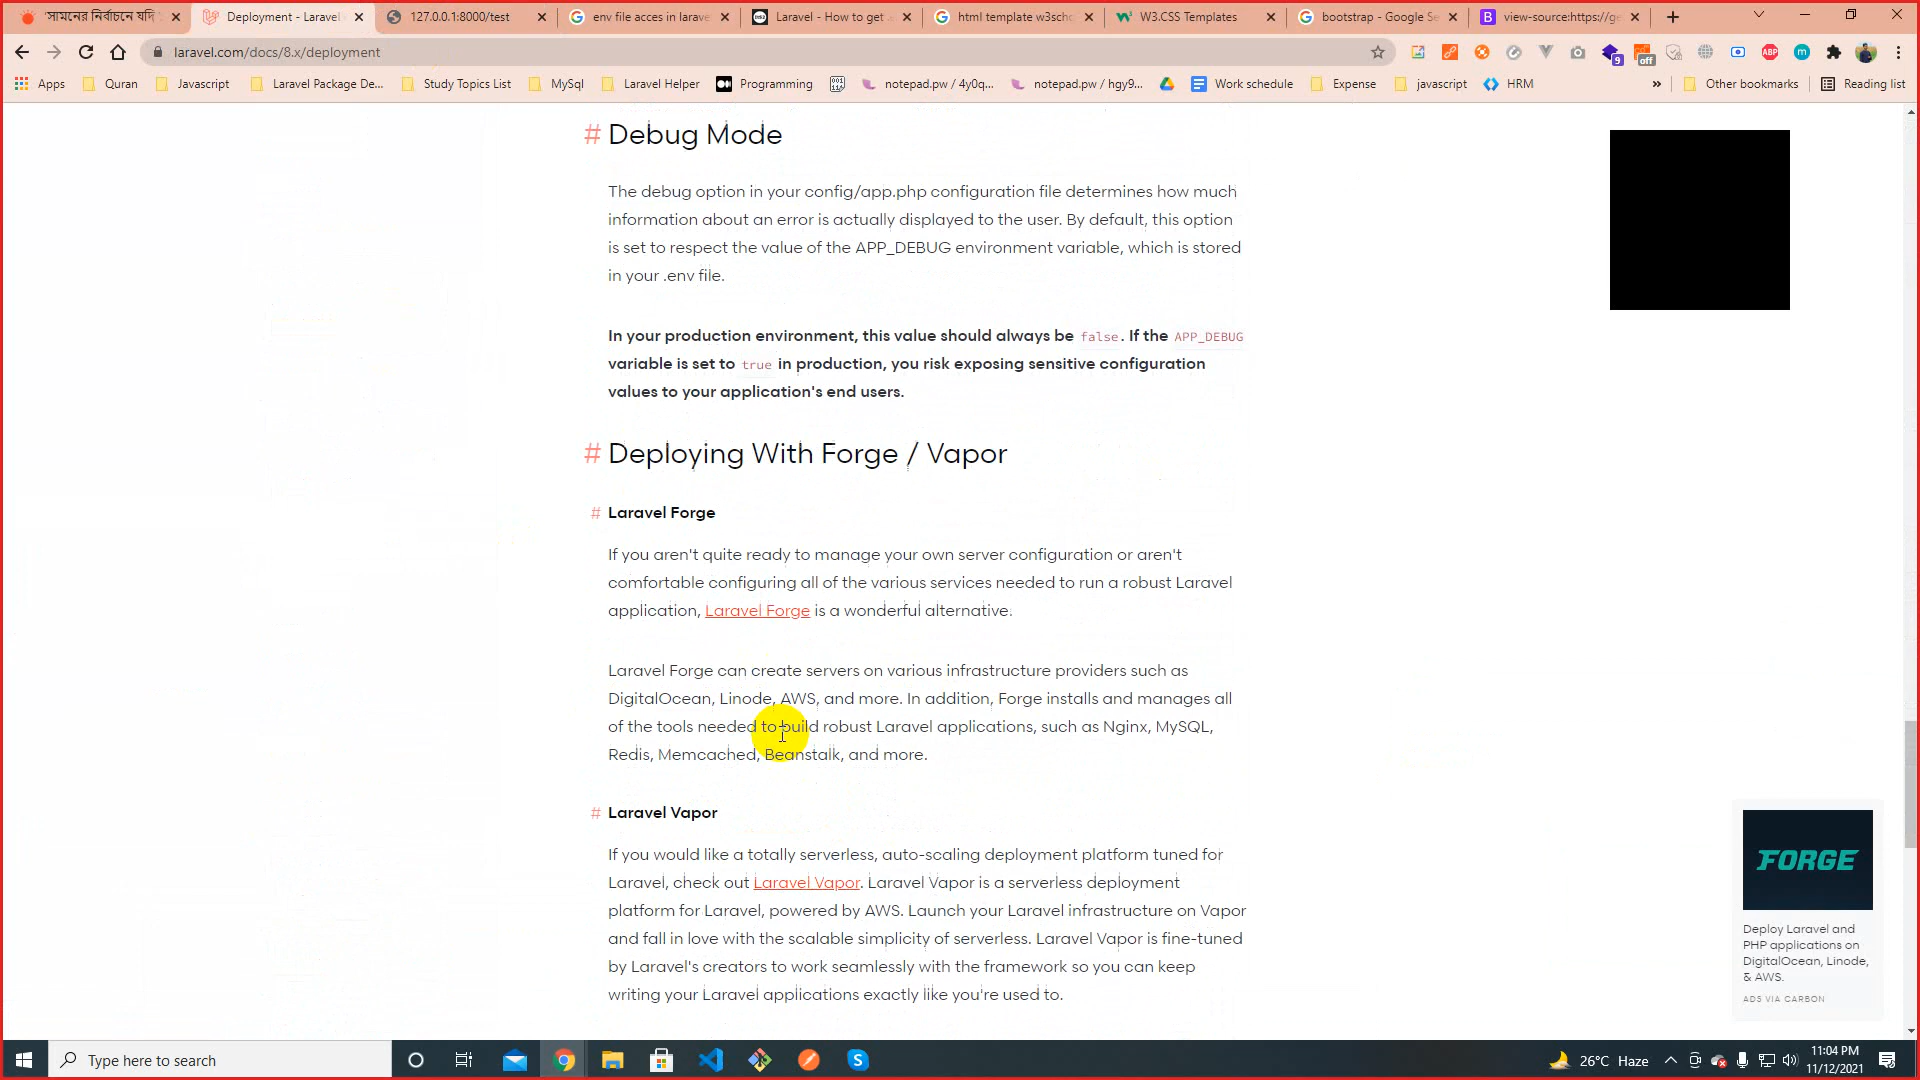 'সামনের নির্বাচনে যদি '
Deployment - Laravel
127.0.0.1:8000/test
env file acces in larave
Laravel - How to get
html template w3scho
W3.CSS Templates
bootstrap - Google Se
view-source:https://ge
laravel.com/docs/8.x/deployment
9
off
ABP
m
Apps
Quran
Javascript
Laravel Package De...
Study Topics List
MySql
Laravel Helper
Programming
notepad.pw / 4y0q...
notepad.pw / hgy9...
Work schedule
Expense
javascript
HRM
»
Other bookmarks
Reading list
# Debug Mode
The debug option in your config/app.php configuration file determines how much
information about an error is actually displayed to the user. By default, this option
is set to respect the value of the APP_DEBUG environment variable, which is stored
in your .env file.
In your production environment, this value should always be false. If the APP_DEBUG
variable is set to true in production, you risk exposing sensitive configuration
values to your application's end users.
# Deploying With Forge / Vapor
# Laravel Forge
If you aren't quite ready to manage your own server configuration or aren't
comfortable configuring all of the various services needed to run a robust Laravel
application, Laravel Forge is a wonderful alternative.
Laravel Forge can create servers on various infrastructure providers such as
DigitalOcean, Linode, AWS, and more. In addition, Forge installs and manages all
of the tools needed to build robust Laravel applications, such as Nginx, MySQL,
Redis, Memcached, Beanstalk, and more.
# Laravel Vapor
If you would like a totally serverless, auto-scaling deployment platform tuned for
Laravel, check out Laravel Vapor. Laravel Vapor is a serverless deployment
platform for Laravel, powered by AWS. Launch your Laravel infrastructure on Vapor
and fall in love with the scalable simplicity of serverless. Laravel Vapor is fine-tuned
by Laravel's creators to work seamlessly with the framework so you can keep
writing your Laravel applications exactly like you're used to.
FORGE
Deploy Laravel and
PHP applications on
DigitalOcean, Linode,
& AWS.
ADS VIA CARBON
Type here to search
26°C Haze
11:04 PM
11/12/2021